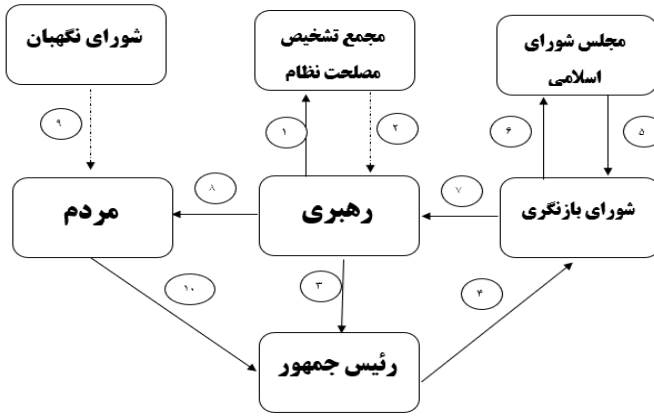 شورای نگهبان
مجمع تشخیص
مصلحت نظام
مجلس شورای
اسلامی
۹
۱
۲
۶
۵
مردم
۸
رهبری
۷
شورای بازنگری
۱۰
۳
۴
رئیس جمهور